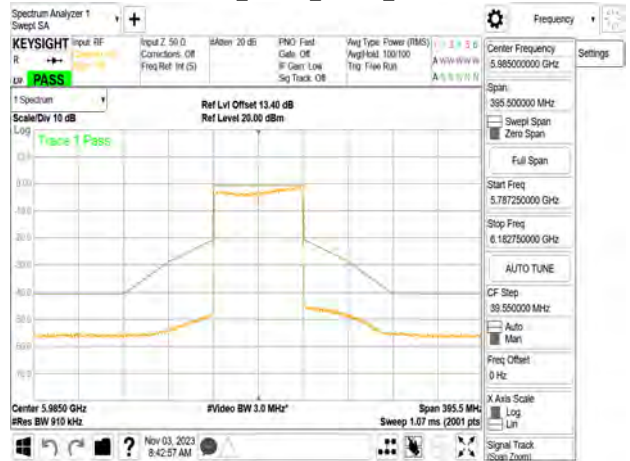 Spectrum Analyzer 1
Swept SA
Frequency
KEYSIGHT
Input: RF
Input Z: 50 Ω
#Atten: 20 dB
PNO: Fast
Avg Type: Power (RMS)
R
Corrections: Off
Gate: Off
Avg|Hold: 100/100
Freq Ref: Int (S)
IF Gain: Low
Trig: Free Run
Sig Track: Off
PASS
Center Frequency
5.985000000 GHz
Settings
Span
395.500000 MHz
Swept Span
Zero Span
Full Span
Start Freq
5.787250000 GHz
Stop Freq
6.182750000 GHz
AUTO TUNE
CF Step
39.550000 MHz
Auto
Man
Freq Offset
0 Hz
X Axis Scale
Log
Lin
Signal Track
(Span Zoom)
1 Spectrum
Scale/Div 10 dB
Ref Lvl Offset 13.40 dB
Ref Level 20.00 dBm
Log
Trace 1 Pass
Center 5.9850 GHz
#Video BW 3.0 MHz*
Span 395.5 MHz
#Res BW 910 kHz
Sweep 1.07 ms (2001 pts
Nov 03, 2023
8:42:57 AM